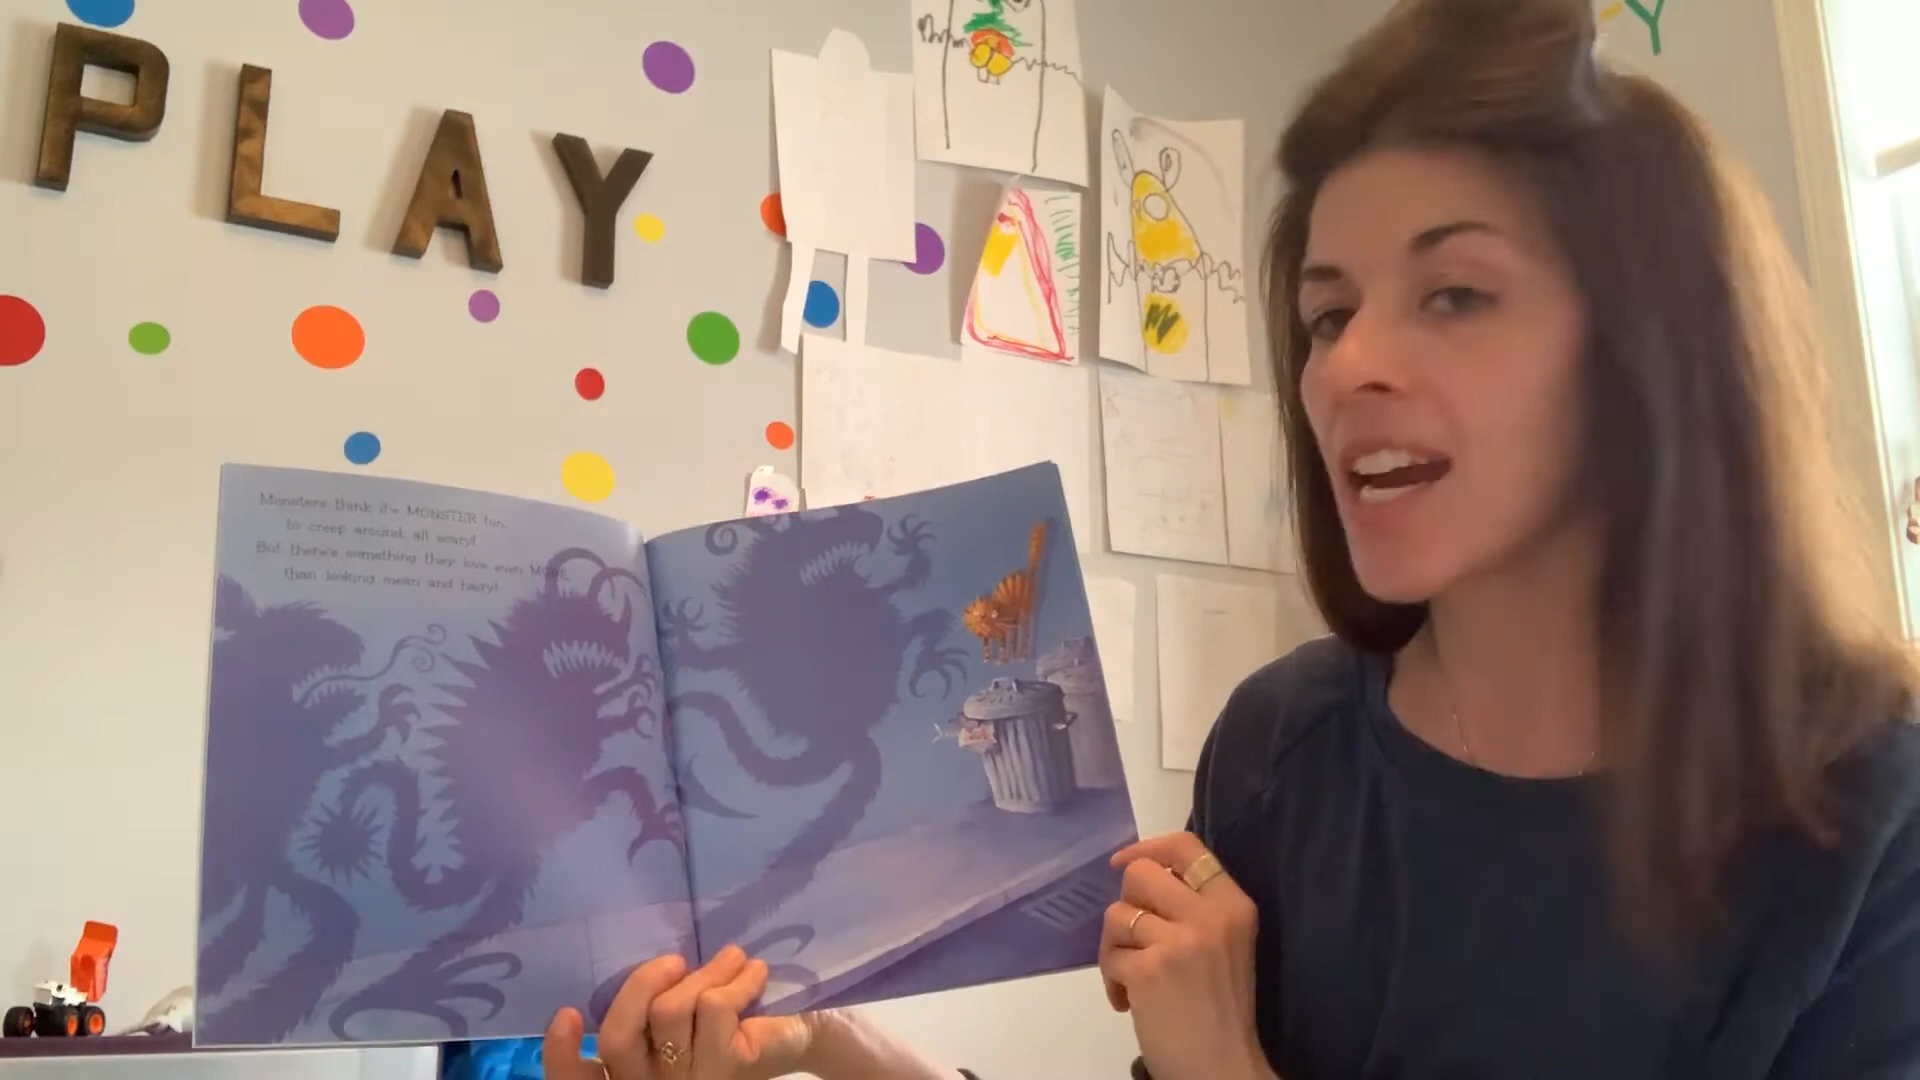 PLAY
Monsters think it's MONSTER fun,
to creep around, all scary!
But there's something they love even MORE
than looking mean and hairy!